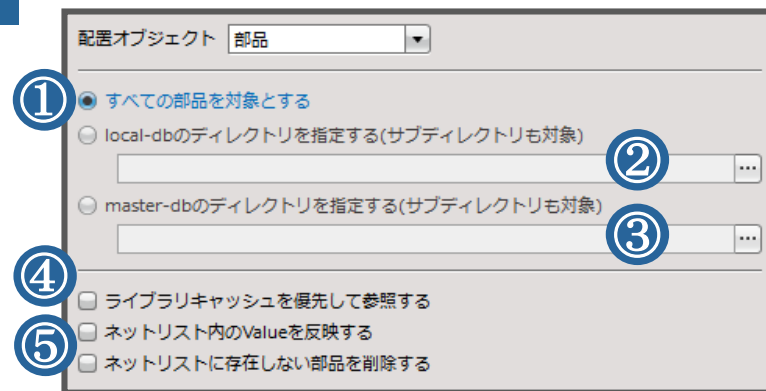 配置オブジェクト 部品
① すべての部品を対象とする
local-dbのディレクトリを指定する(サブディレクトリも対象)
② ...
master-dbのディレクトリを指定する(サブディレクトリも対象)
③ ...
④
ライブラリキャッシュを優先して参照する
ネットリスト内のValueを反映する
⑤
ネットリストに存在しない部品を削除する